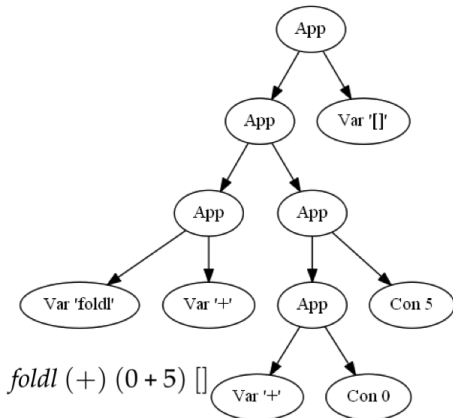 App
App
Var '[]'
App
App
Var 'foldl'
Var '+'
App
Con 5
foldl (+) (0 + 5) []
Var '+'
Con 0